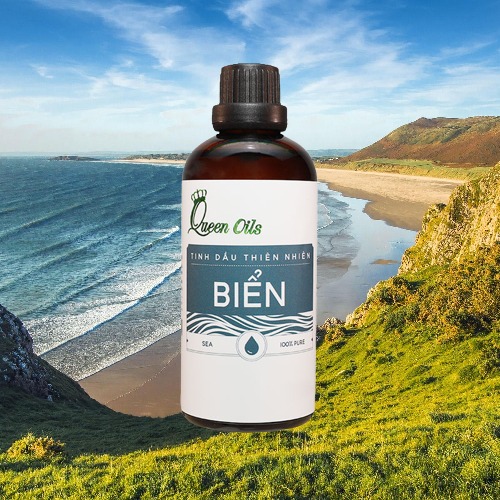 Queen Oils
TINH DẦU THIÊN NHIÊN
BIỂN
SEA 100% PURE